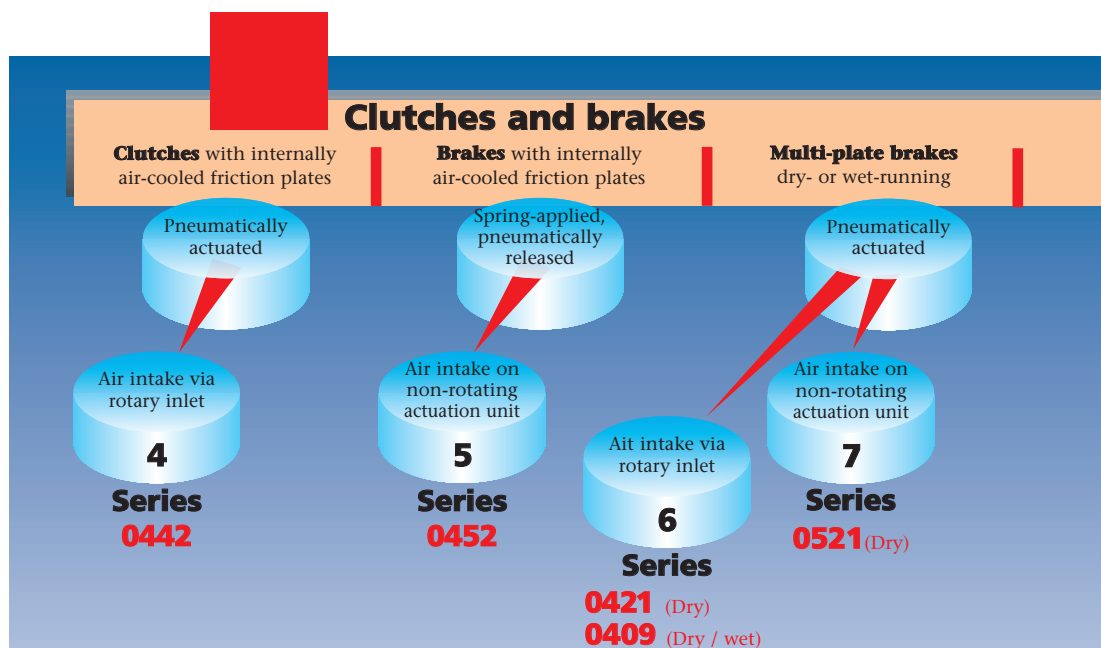 Clutches and brakes
Clutches with internally
air-cooled friction plates
Brakes with internally
air-cooled friction plates
Multi-plate brakes
dry- or wet-running
Pneumatically
actuated
Spring-applied,
pneumatically
released
Pneumatically
actuated
Air intake via
rotary inlet
4
Series
0442
Air intake on
non-rotating
actuation unit
5
Series
0452
Ait intake via
rotary inlet
6
Series
0421 (Dry)
0409 (Dry / wet)
Air intake on
non-rotating
actuation unit
7
Series
0521 (Dry)